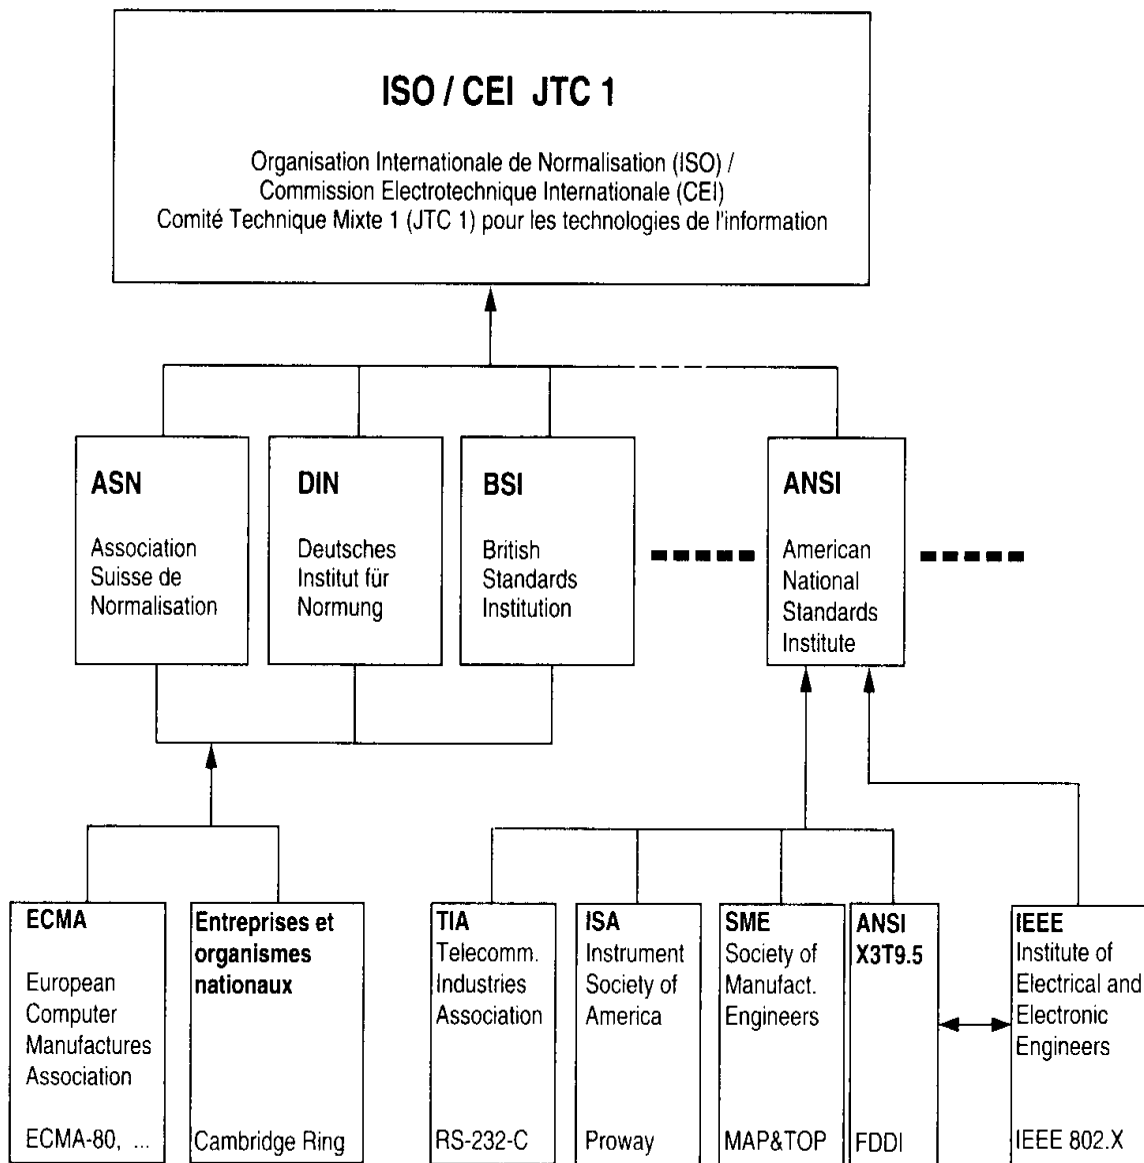 ISO / CEI JTC 1
Organisation Internationale de Normalisation (ISO) /
Commission Electrotechnique Internationale (CEI)
Comité Technique Mixte 1 (JTC 1) pour les technologies de l'information
ASN
Association
Suisse de
Normalisation
DIN
Deutsches
Institut für
Normung
BSI
British
Standards
Institution
ANSI
American
National
Standards
Institute
ECMA
European
Computer
Manufactures
Association
ECMA-80, ...
Entreprises et
organismes
nationaux
Cambridge Ring
TIA
Telecomm.
Industries
Association
RS-232-C
ISA
Instrument
Society of
America
Proway
SME
Society of
Manufact.
Engineers
MAP&TOP
ANSI
X3T9.5
FDDI
IEEE
Institute of
Electrical and
Electronic
Engineers
IEEE 802.X